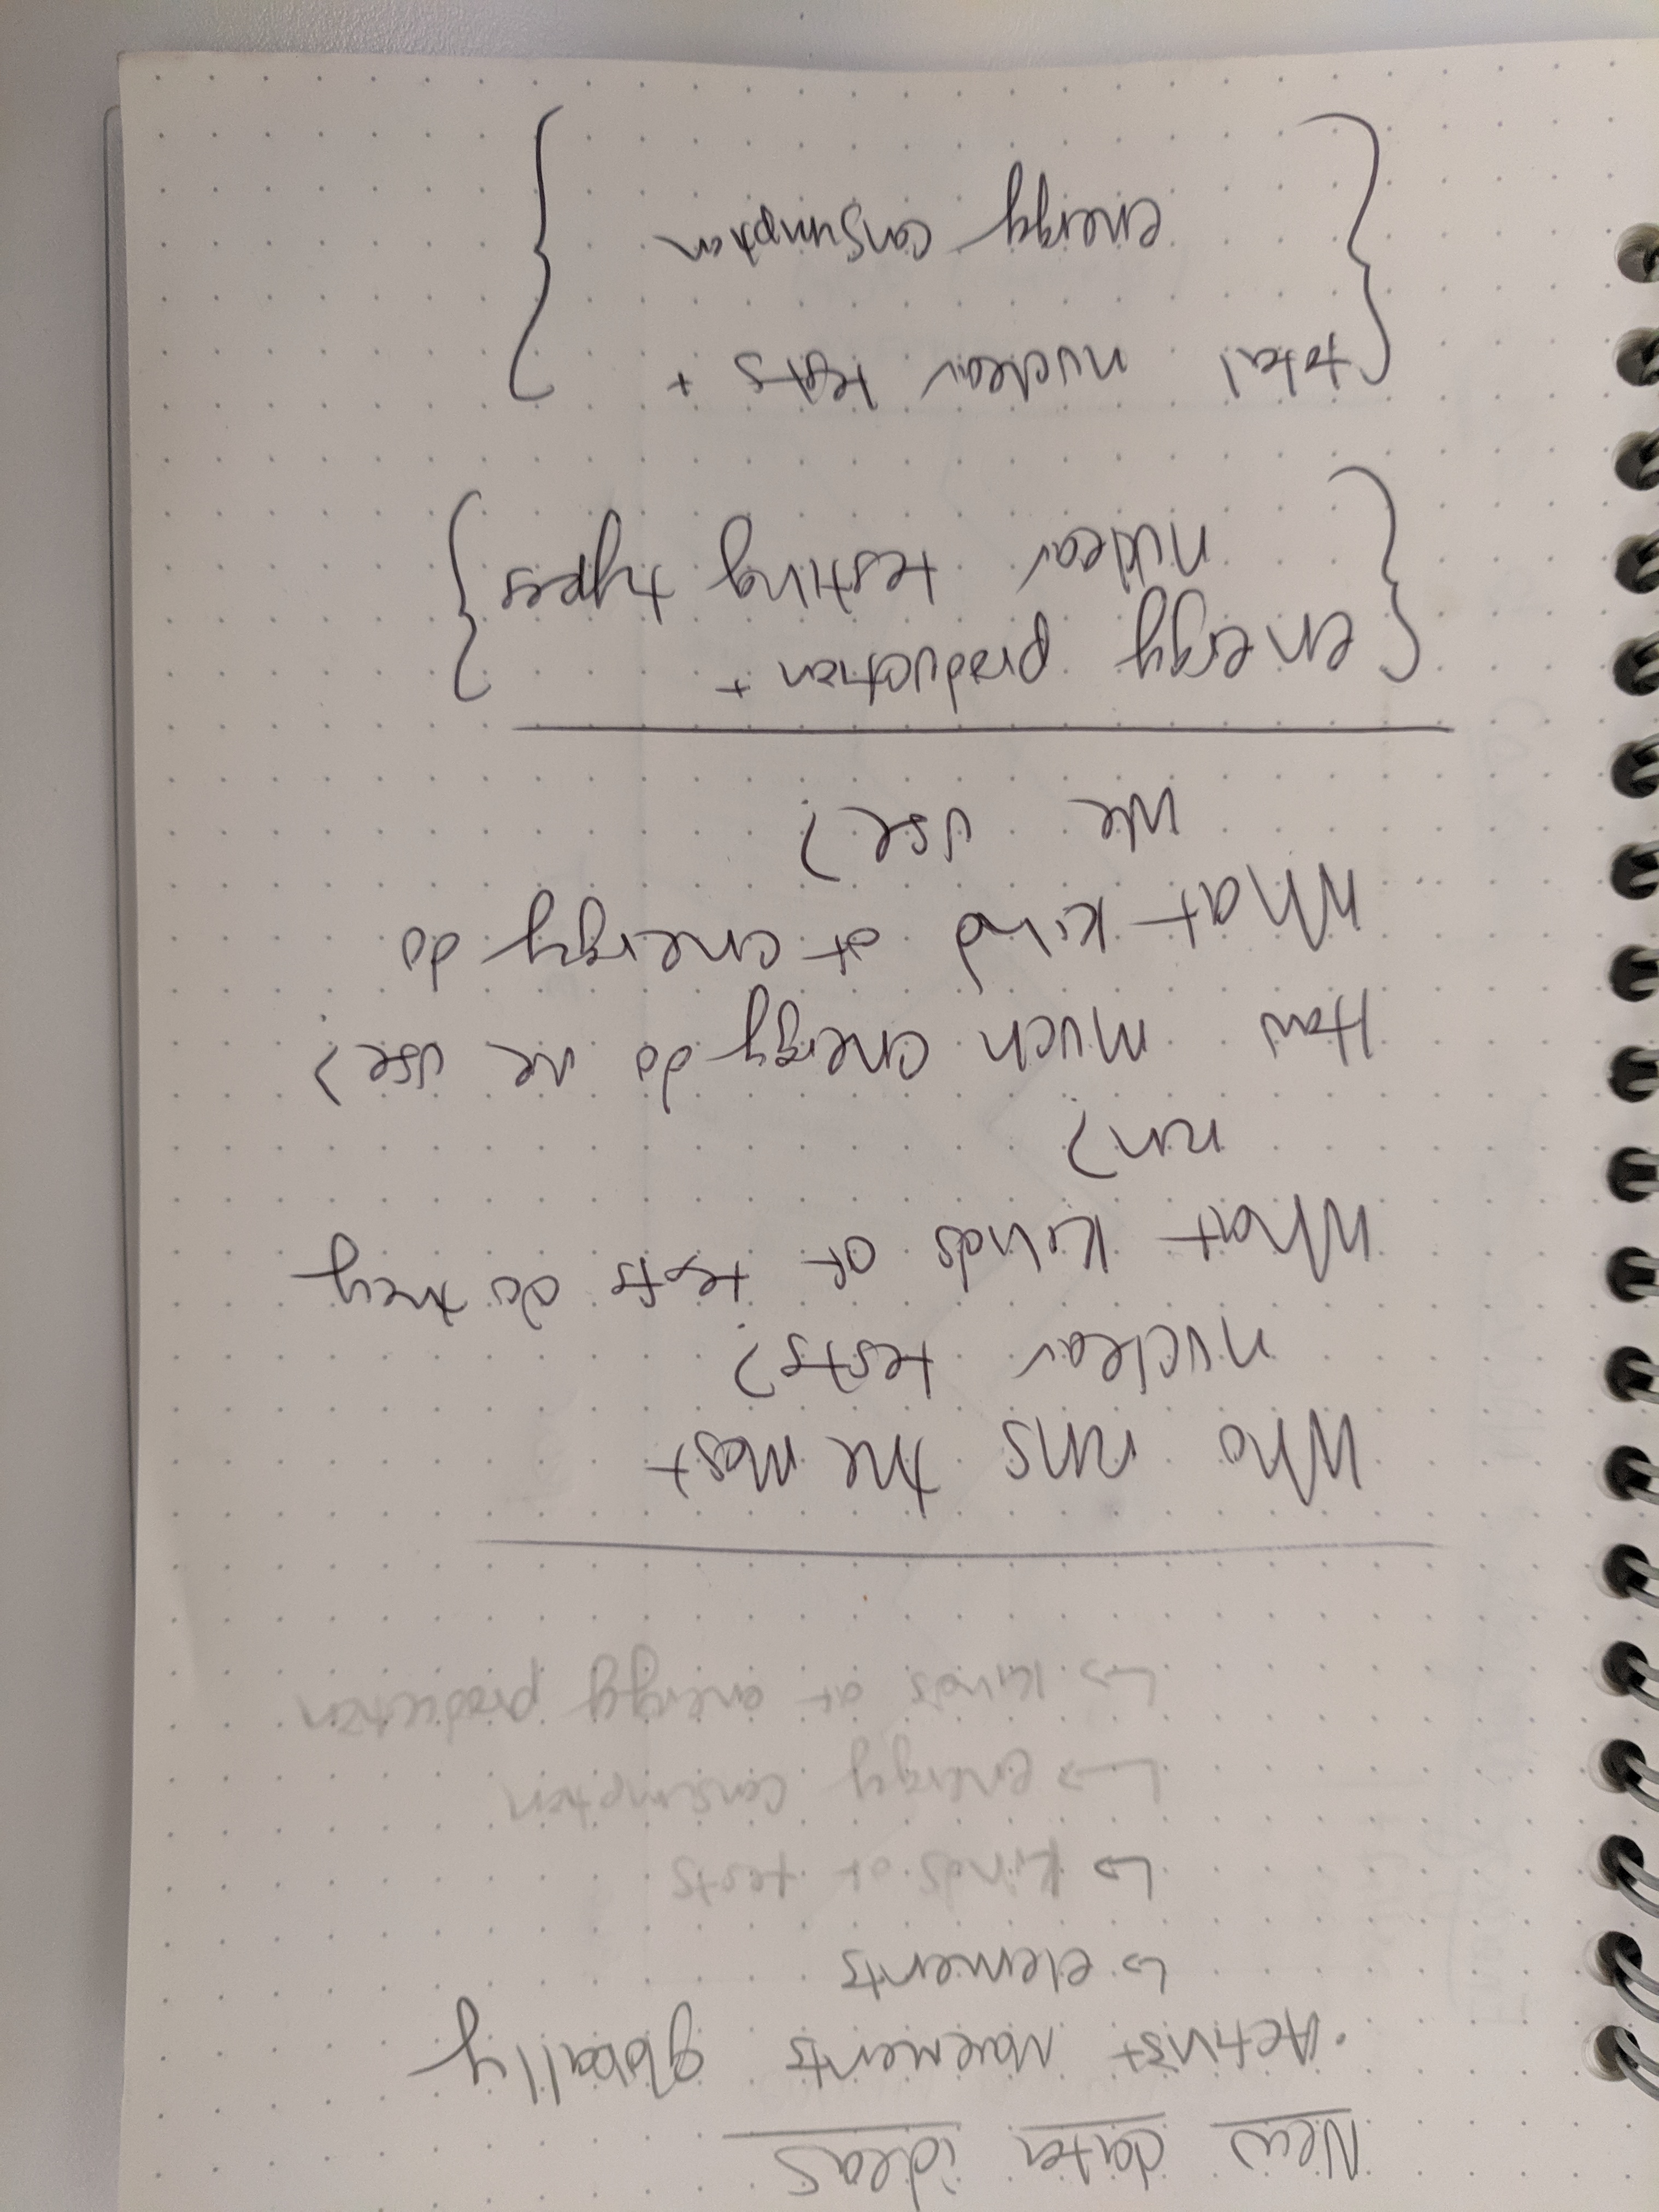 New data ideas
• Activist Movements globally
↳ elements
↳ kinds of tests
↳ energy consumption
↳ kinds of energy production
Who runs the most
nuclear tests?
What kinds of tests do they
run?
How much energy do we use?
What kind of energy do
we use?
{ energy production +
nuclear testing types }
{ total nuclear tests +
energy consumption }